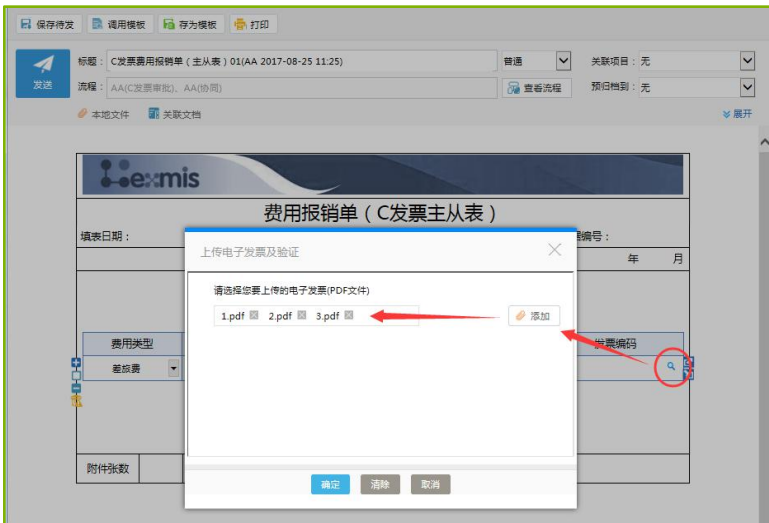 保存待发 调用模板 存为模板 打印
发送
标题： C发票费用报销单（主从表）01(AA 2017-08-25 11:25) 普通 关联项目： 无
流程： AA(C发票审批)、AA(协同) 查看流程 预归档到： 无
本地文件 关联文档 展开
exmis
费用报销单（C发票主从表）
填表日期： 编号：
年 月
上传电子发票及验证
请选择您要上传的电子发票(PDF文件)
1.pdf 2.pdf 3.pdf 添加
费用类型 发票编码
差旅费
附件张数
确定 清除 取消